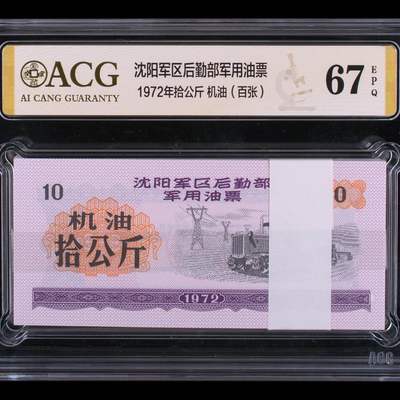 ACG
AI CANG GUARANTY
沈阳军区后勤部军用油票
1972年拾公斤 机油（百张）
67
EPQ
10
沈阳军区后勤部
军用油票
0
机油
拾公斤
1972
ACG